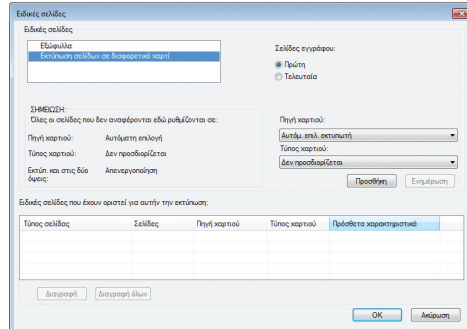 Ειδικές σελίδες
Ειδικές σελίδες
Εξώφυλλα
Εκτύπωση σελίδων σε διαφορετικό χαρτί
Σελίδες εγγράφου:
Πρώτη
Τελευταία
ΣΗΜΕΙΩΣΗ:
Όλες οι σελίδες που δεν αναφέρονται εδώ ρυθμίζονται σε:
Πηγή χαρτιού: Αυτόματη επιλογή
Τύπος χαρτιού: Δεν προσδιορίζεται
Εκτύπ. και στις δύο όψεις: Απενεργοποίηση
Πηγή χαρτιού:
Αυτόμ. επιλ. εκτυπωτή
Τύπος χαρτιού:
Δεν προσδιορίζεται
Προσθήκη Ενημέρωση
Ειδικές σελίδες που έχουν οριστεί για αυτήν την εκτύπωση:
Τύπος σελίδας Σελίδες Πηγή χαρτιού Τύπος χαρτιού Πρόσθετα χαρακτηριστικά
Διαγραφή Διαγραφή όλων
OK Ακύρωση